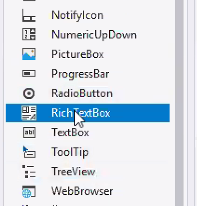 NotifyIcon
NumericUpDown
PictureBox
ProgressBar
RadioButton
RichTextBox
TextBox
ToolTip
TreeView
WebBrowser